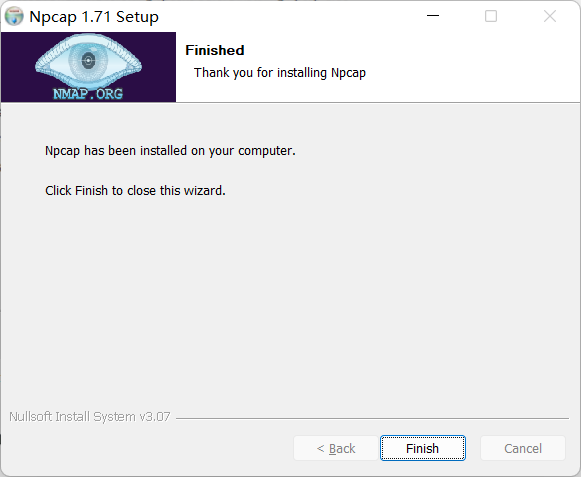 Npcap 1.71 Setup
NMAP.ORG
Finished
Thank you for installing Npcap
Npcap has been installed on your computer.
Click Finish to close this wizard.
Nullsoft Install System v3.07
< Back
Finish
Cancel